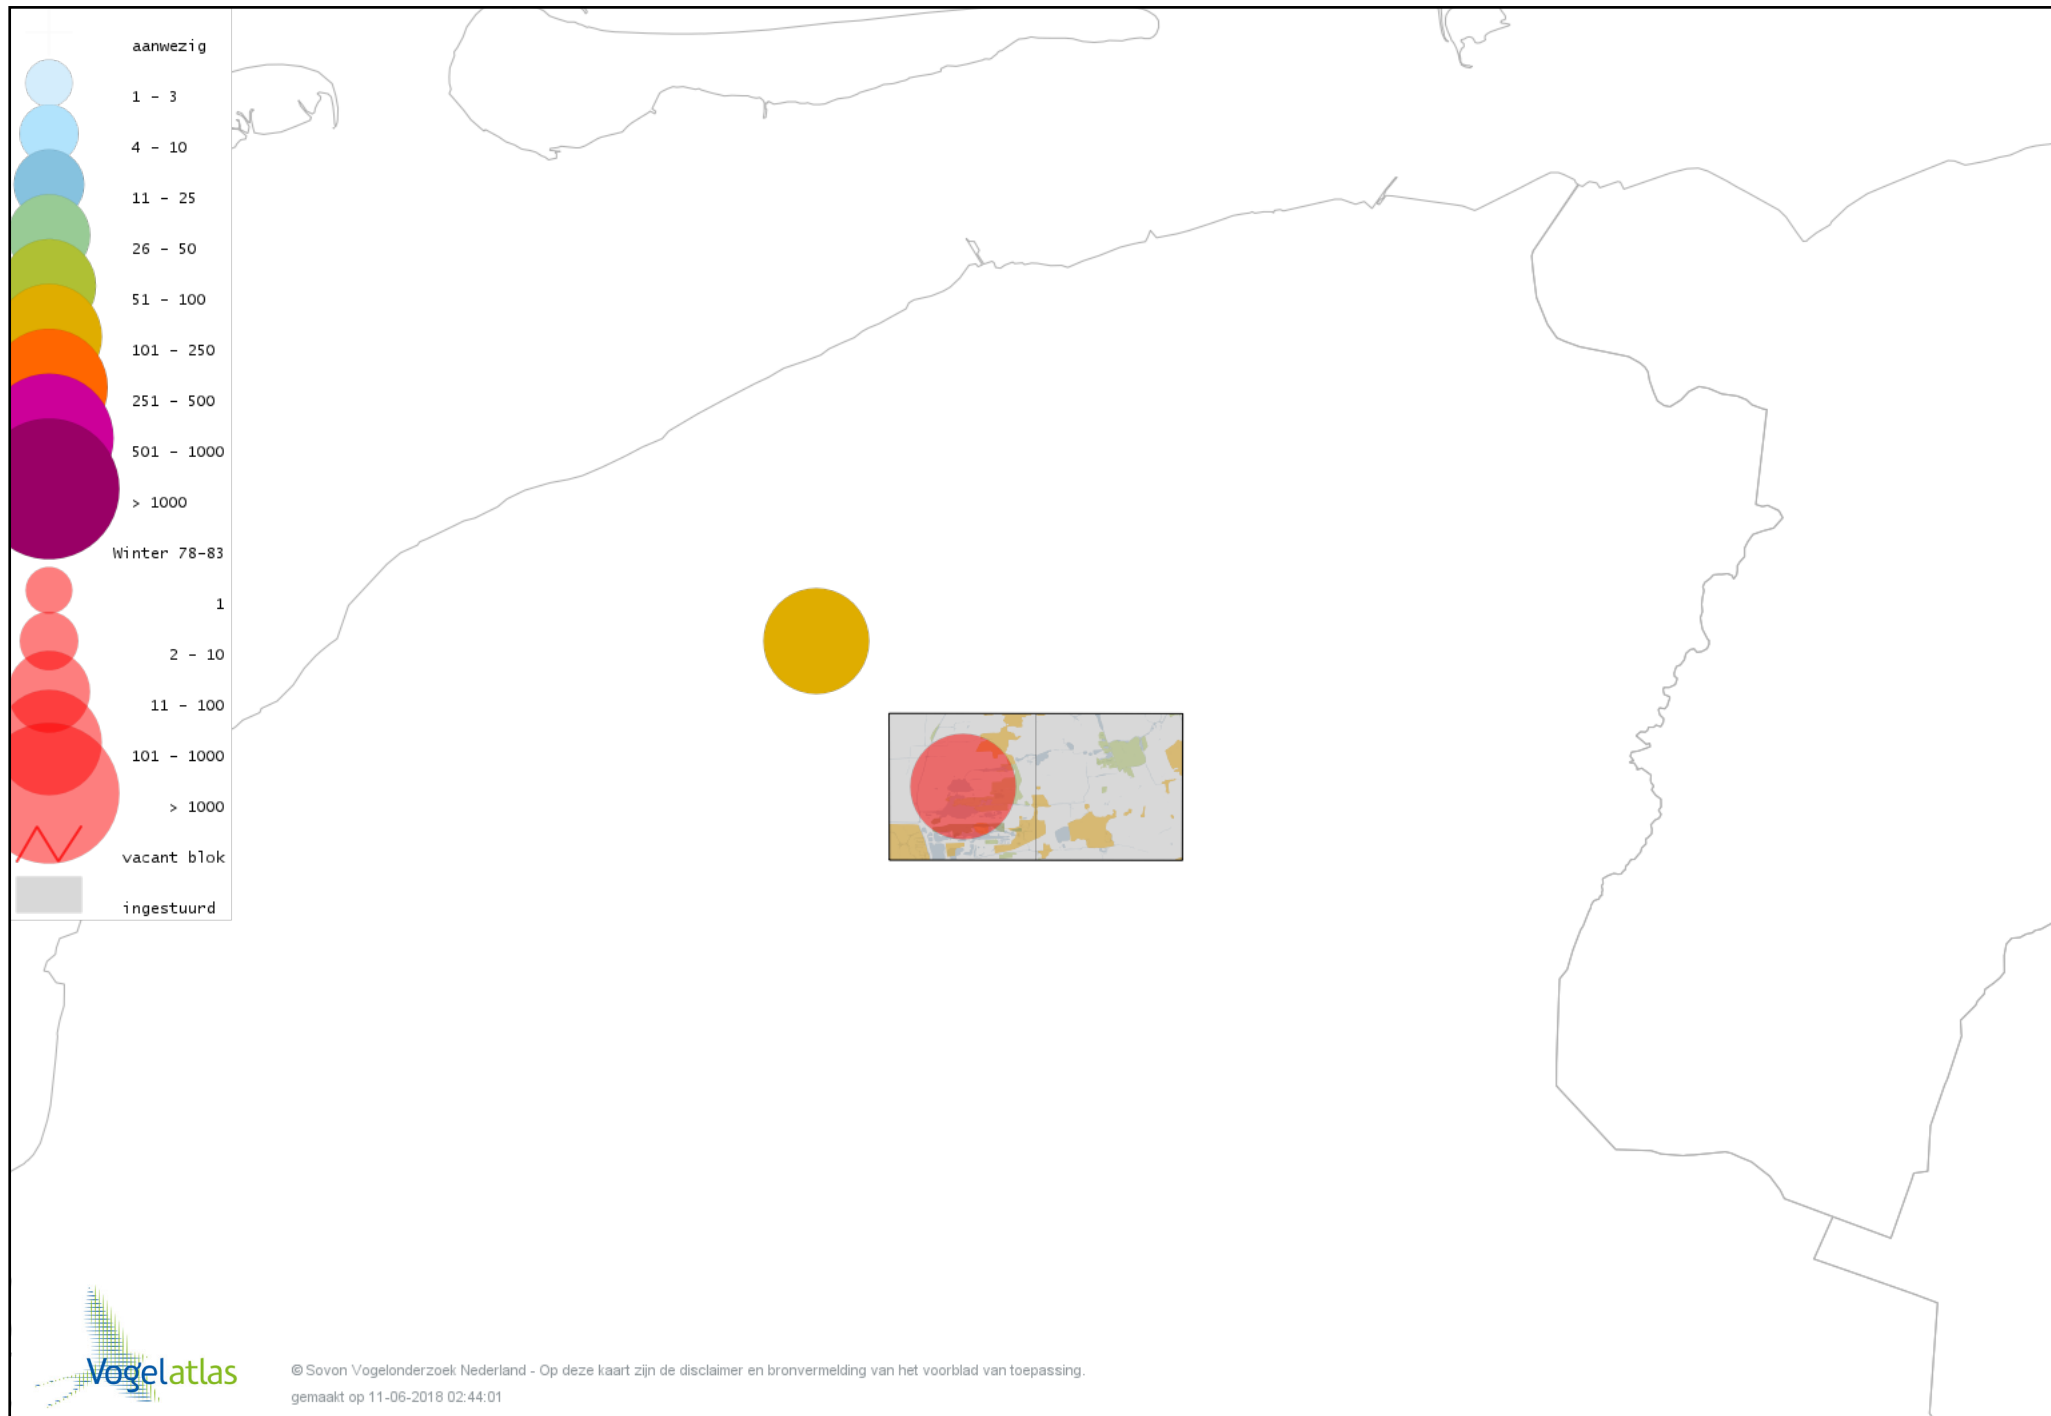 aanwezig
1 - 3
4 - 10
11 - 25
26 - 50
51 - 100
101 - 250
251 - 500
501 - 1000
> 1000
Winter 78-83
1
2 - 10
11 - 100
101 - 1000
> 1000
vacant blok
ingestuurd
Vogelatlas
© Sovon Vogelonderzoek Nederland - Op deze kaart zijn de disclaimer en bronvermelding van het voorblad van toepassing.
gemaakt op 11-06-2018 02:44:01